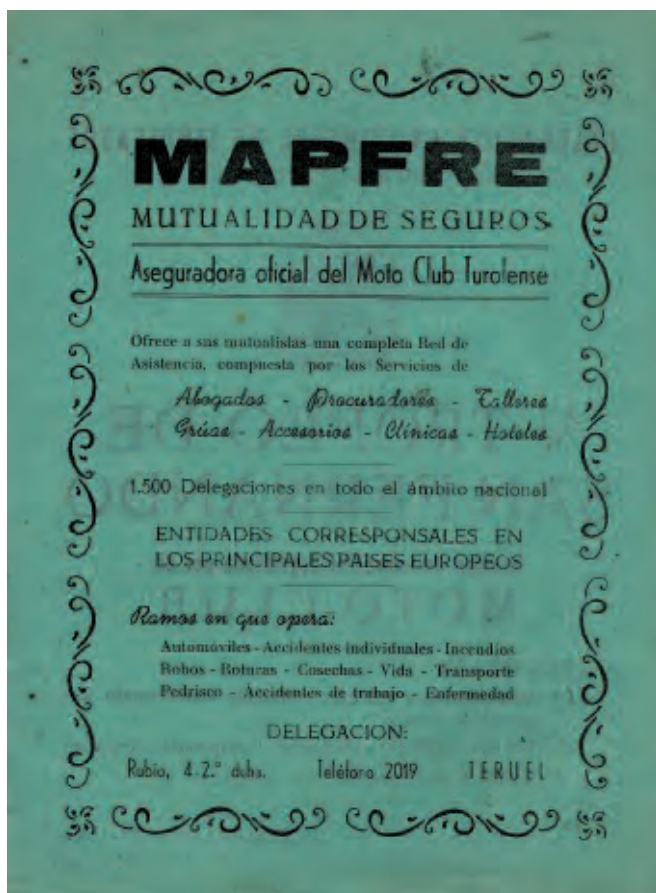 MAPFRE
MUTUALIDAD DE SEGUROS
Aseguradora oficial del Moto Club Turolense
Ofrece a sus mutualistas una completa Red de
Asistencia, compuesta por los Servicios de
Abogados - Procuradores - Talleres
Grúas - Accesorios - Clínicas - Hoteles
1.500 Delegaciones en todo el ámbito nacional
ENTIDADES CORRESPONSALES EN
LOS PRINCIPALES PAISES EUROPEOS
Ramos en que opera:
Automóviles - Accidentes individuales - Incendios
Robos - Roturas - Cosechas - Vida - Transporte
Pedrisco - Accidentes de trabajo - Enfermedad
DELEGACION:
Rubio, 4-2.º dcha. Teléfono 2019 TERUEL